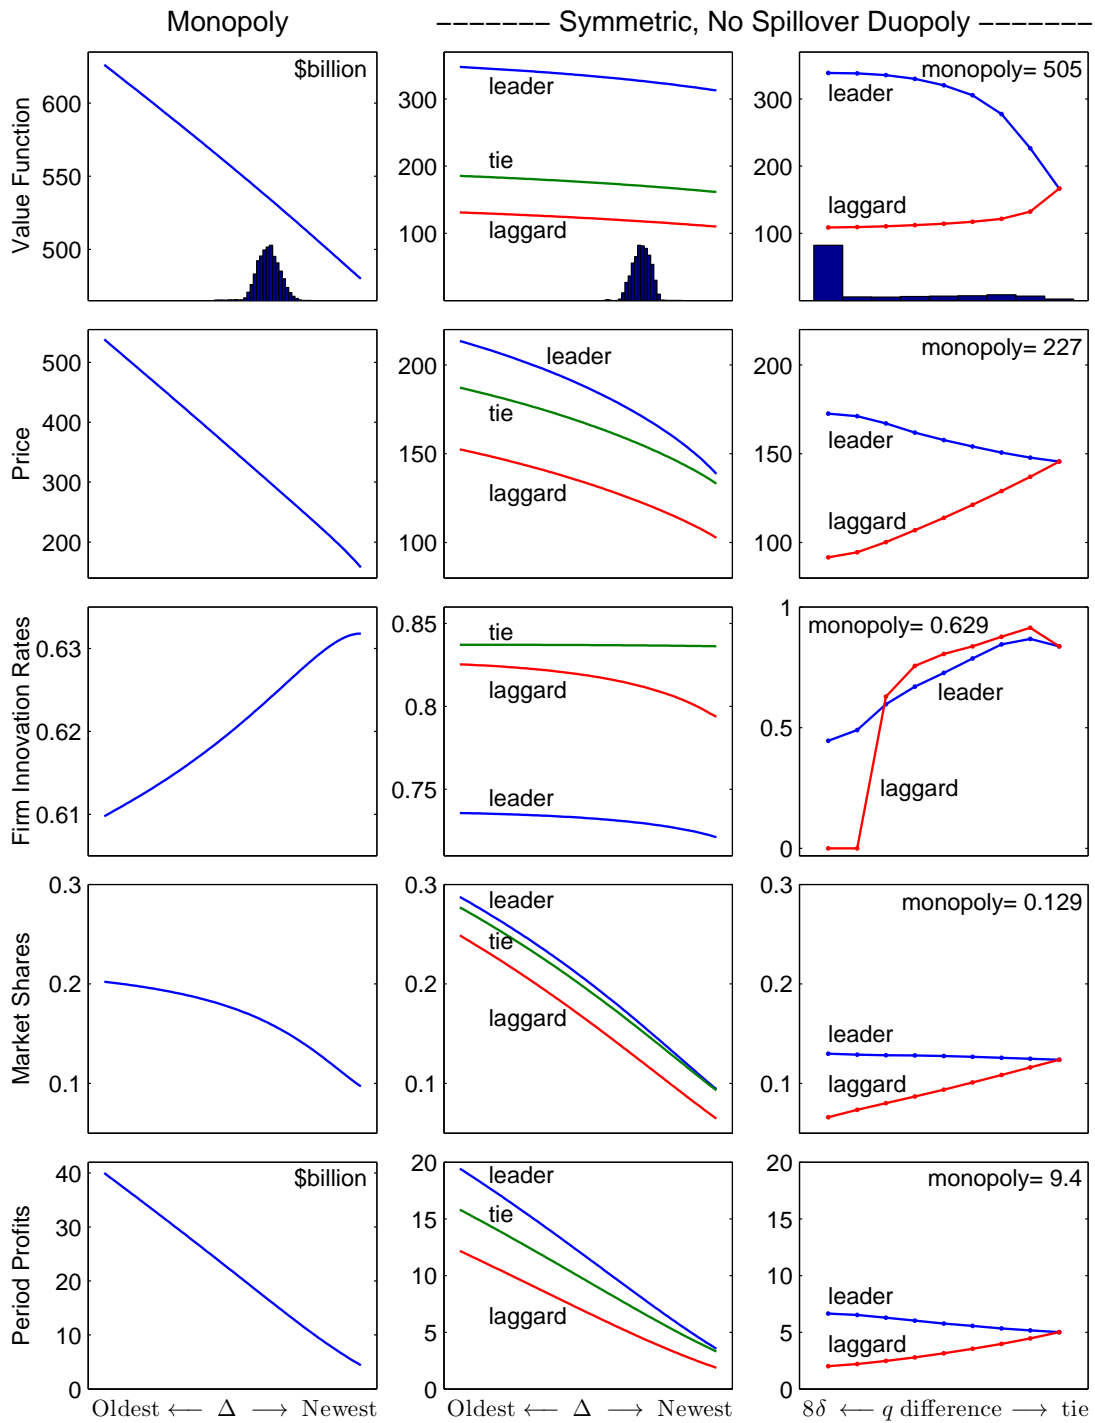 Monopoly
––––––– Symmetric, No Spillover Duopoly –––––––
Value Function
600
550
500
$billion
300
200
100
leader
tie
laggard
300
200
100
monopoly= 505
leader
laggard
Price
500
400
300
200
200
150
100
leader
tie
laggard
200
150
100
monopoly= 227
leader
laggard
Firm Innovation Rates
0.63
0.62
0.61
0.85
0.8
0.75
tie
laggard
leader
1
0.5
0
monopoly= 0.629
leader
laggard
Market Shares
0.3
0.2
0.1
0.3
0.2
0.1
leader
tie
laggard
0.3
0.2
0.1
monopoly= 0.129
leader
laggard
Period Profits
40
30
20
10
0
$billion
20
15
10
5
0
leader
tie
laggard
20
15
10
5
0
monopoly= 9.4
leader
laggard
Oldest ⟵ Δ ⟶ Newest
Oldest ⟵ Δ ⟶ Newest
8δ ⟵ q difference ⟶ tie